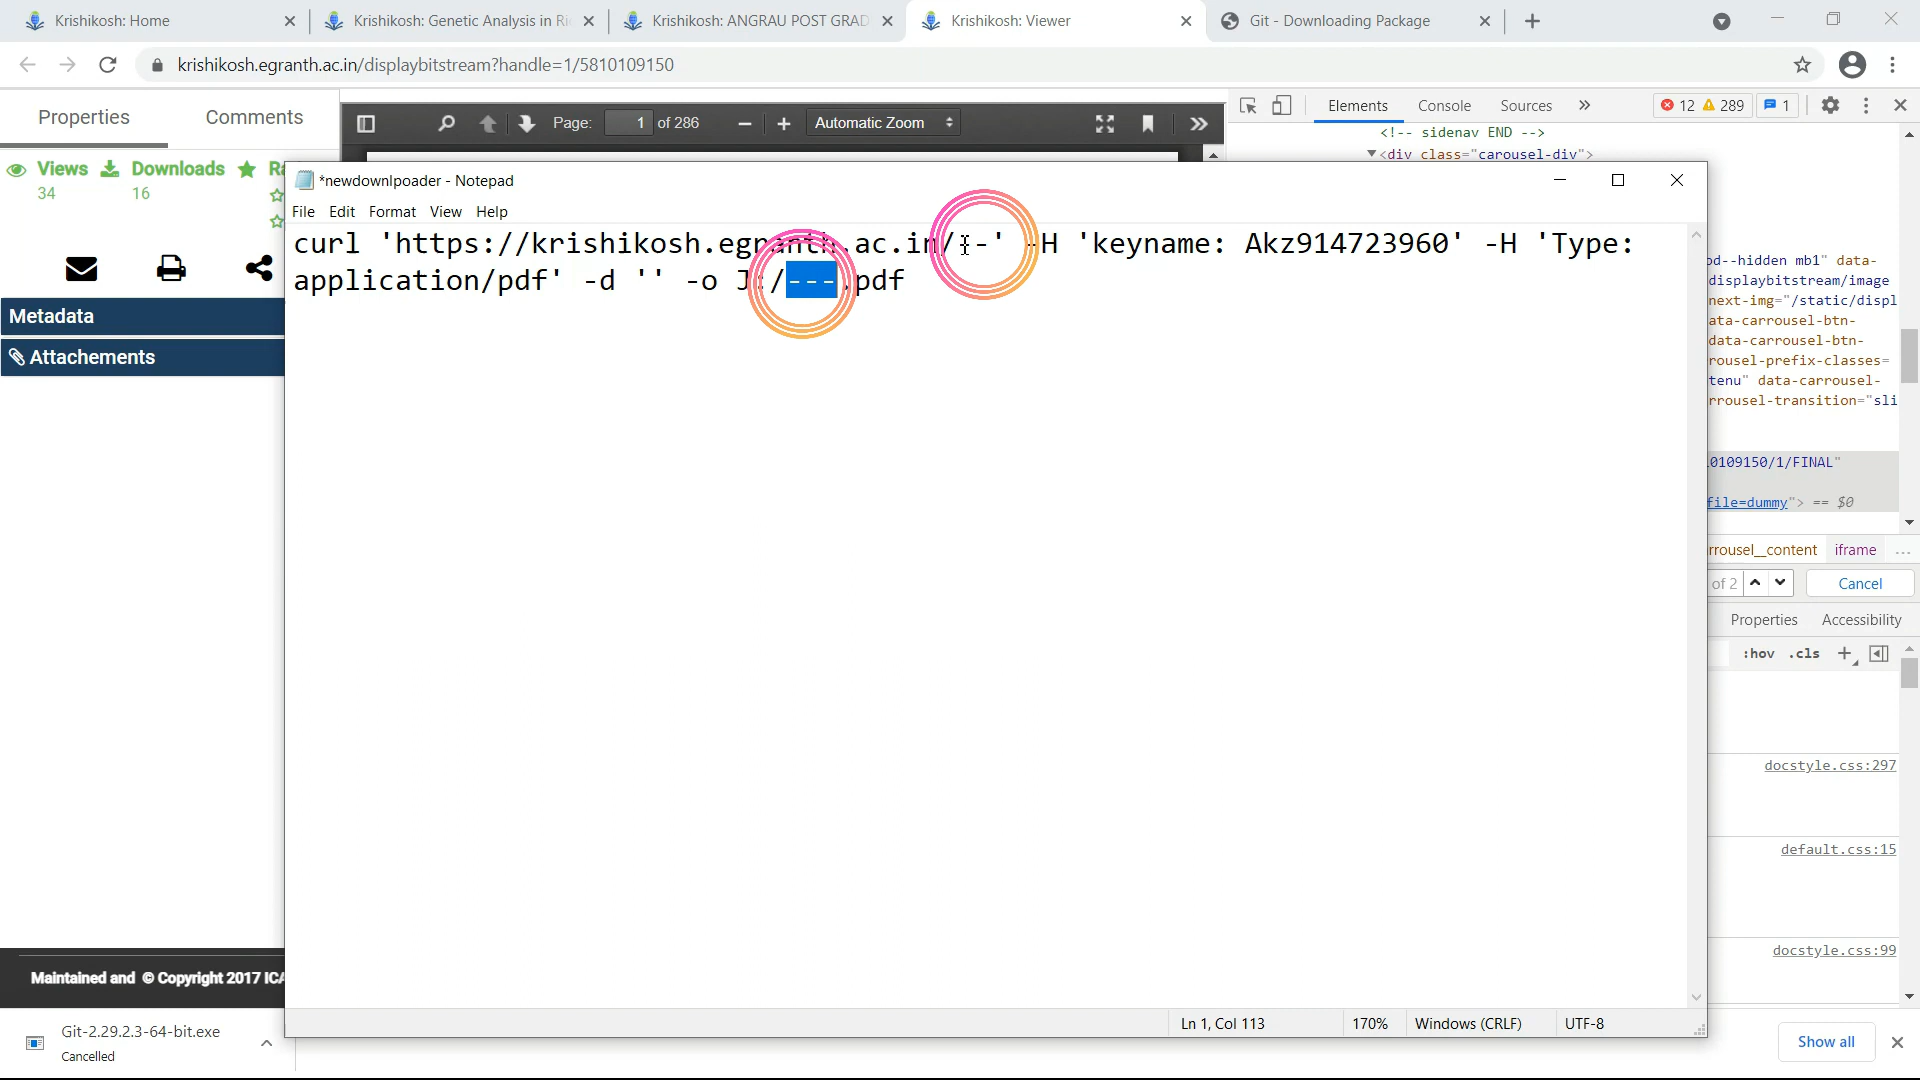 Krishikosh: Home
Krishikosh: Genetic Analysis in Ri
Krishikosh: ANGRAU POST GRAD
Krishikosh: Viewer
Git - Downloading Package
krishikosh.egranth.ac.in/displaybitstream?handle=1/5810109150
Properties
Comments
Views
Downloads
34
16
Metadata
Attachements
Maintained and © Copyright 2017 ICA
Page: 1 of 286
Automatic Zoom
*newdownlpoader - Notepad
File Edit Format View Help
curl 'https://krishikosh.egranth.ac.in/--' -H 'keyname: Akz914723960' -H 'Type:
application/pdf' -d '' -o J:/---.pdf
Ln 1, Col 113
170%
Windows (CRLF)
UTF-8
Elements Console Sources
12 289 1
<!-- sidenav END -->
<div class="carousel-div">
od--hidden mb1" data-
displaybitstream/image
next-img="/static/displ
ata-carrousel-btn-
data-carrousel-btn-
rousel-prefix-classes=
tenu" data-carrousel-
rrousel-transition="sli
0109150/1/FINAL"
file=dummy"> == $0
rrousel__content iframe ...
of 2
Cancel
Properties Accessibility
:hov .cls
docstyle.css:297
default.css:15
docstyle.css:99
Git-2.29.2.3-64-bit.exe
Cancelled
Show all